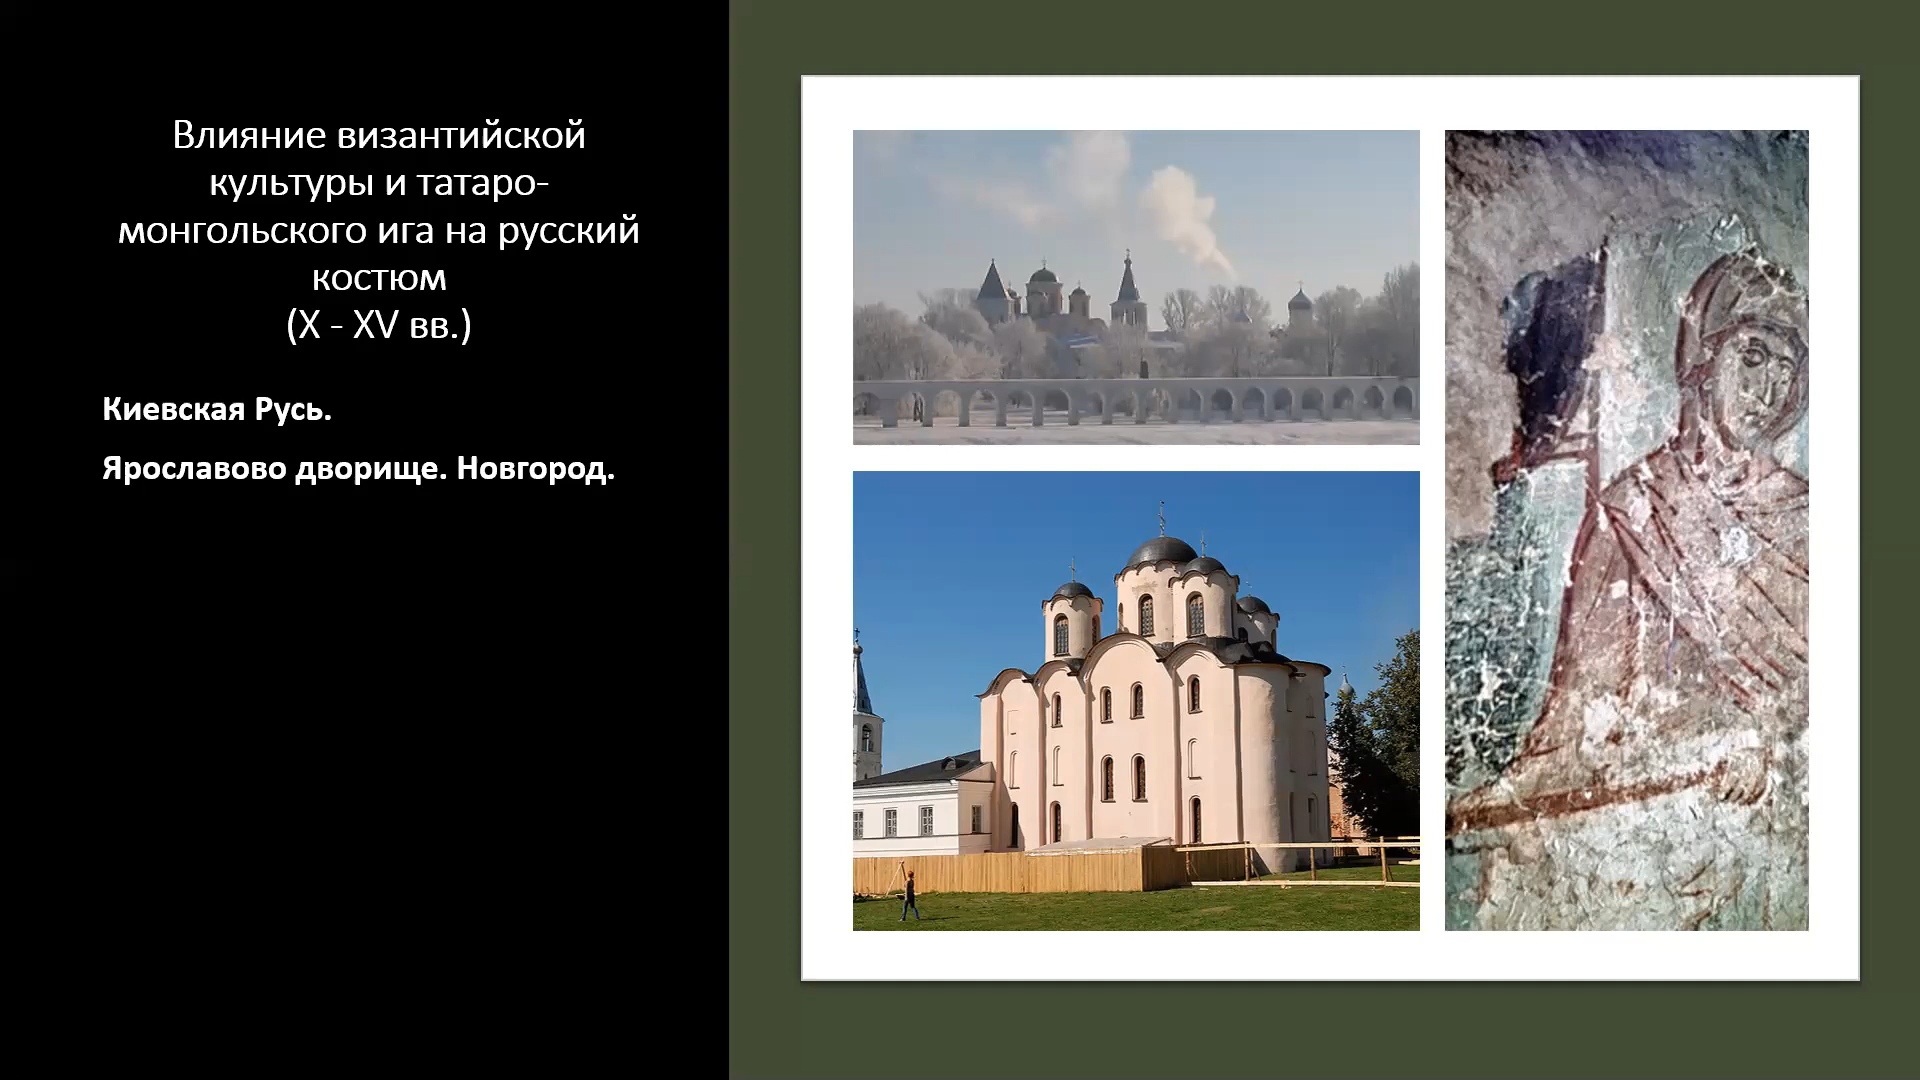 Влияние византийской
культуры и татаро-
монгольского ига на русский
костюм
(X - XV вв.)
Киевская Русь.
Ярославово дворище. Новгород.